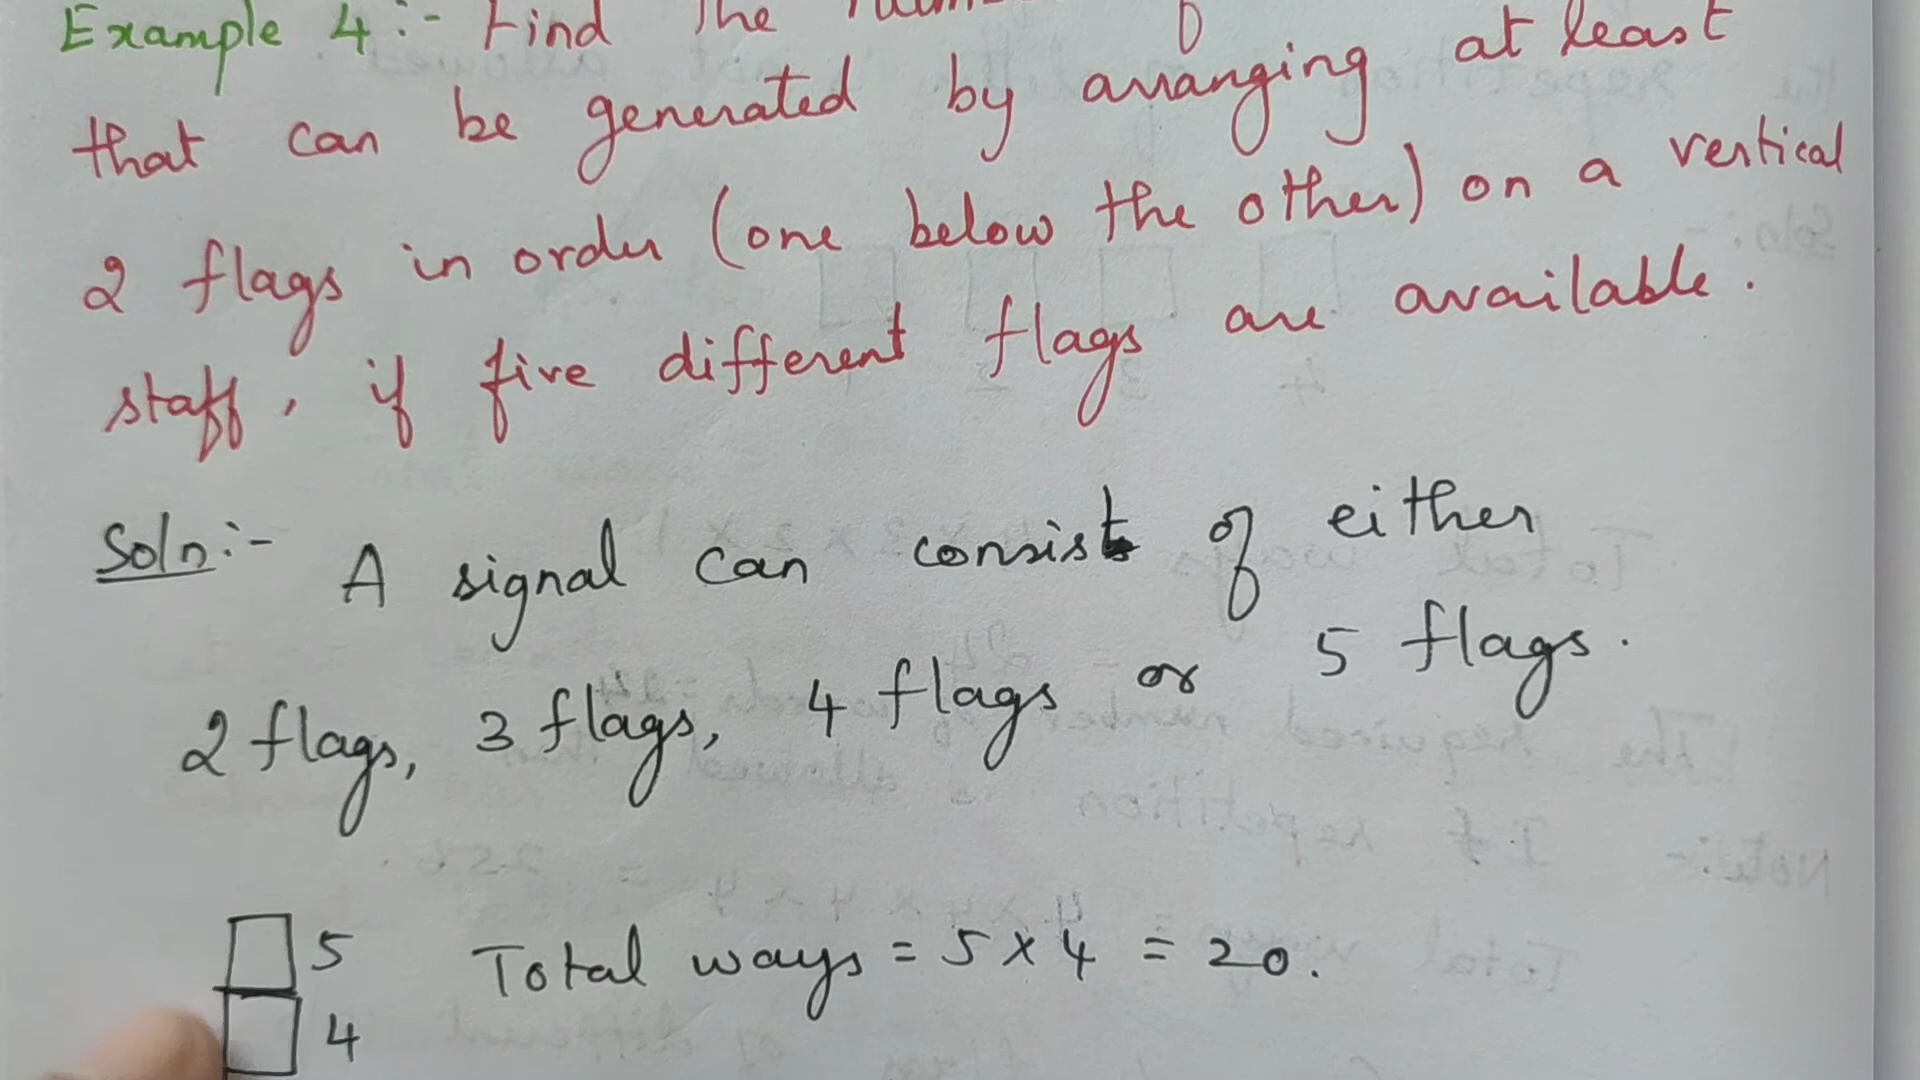 Example 4:- Find the
that can be generated by arranging at least
2 flags in order (one below the other) on a vertical
staff, if five different flags are available.
Soln:- A signal can consist of either
2 flags, 3 flags, 4 flags or 5 flags.
5 Total ways = 5 x 4 = 20.
4